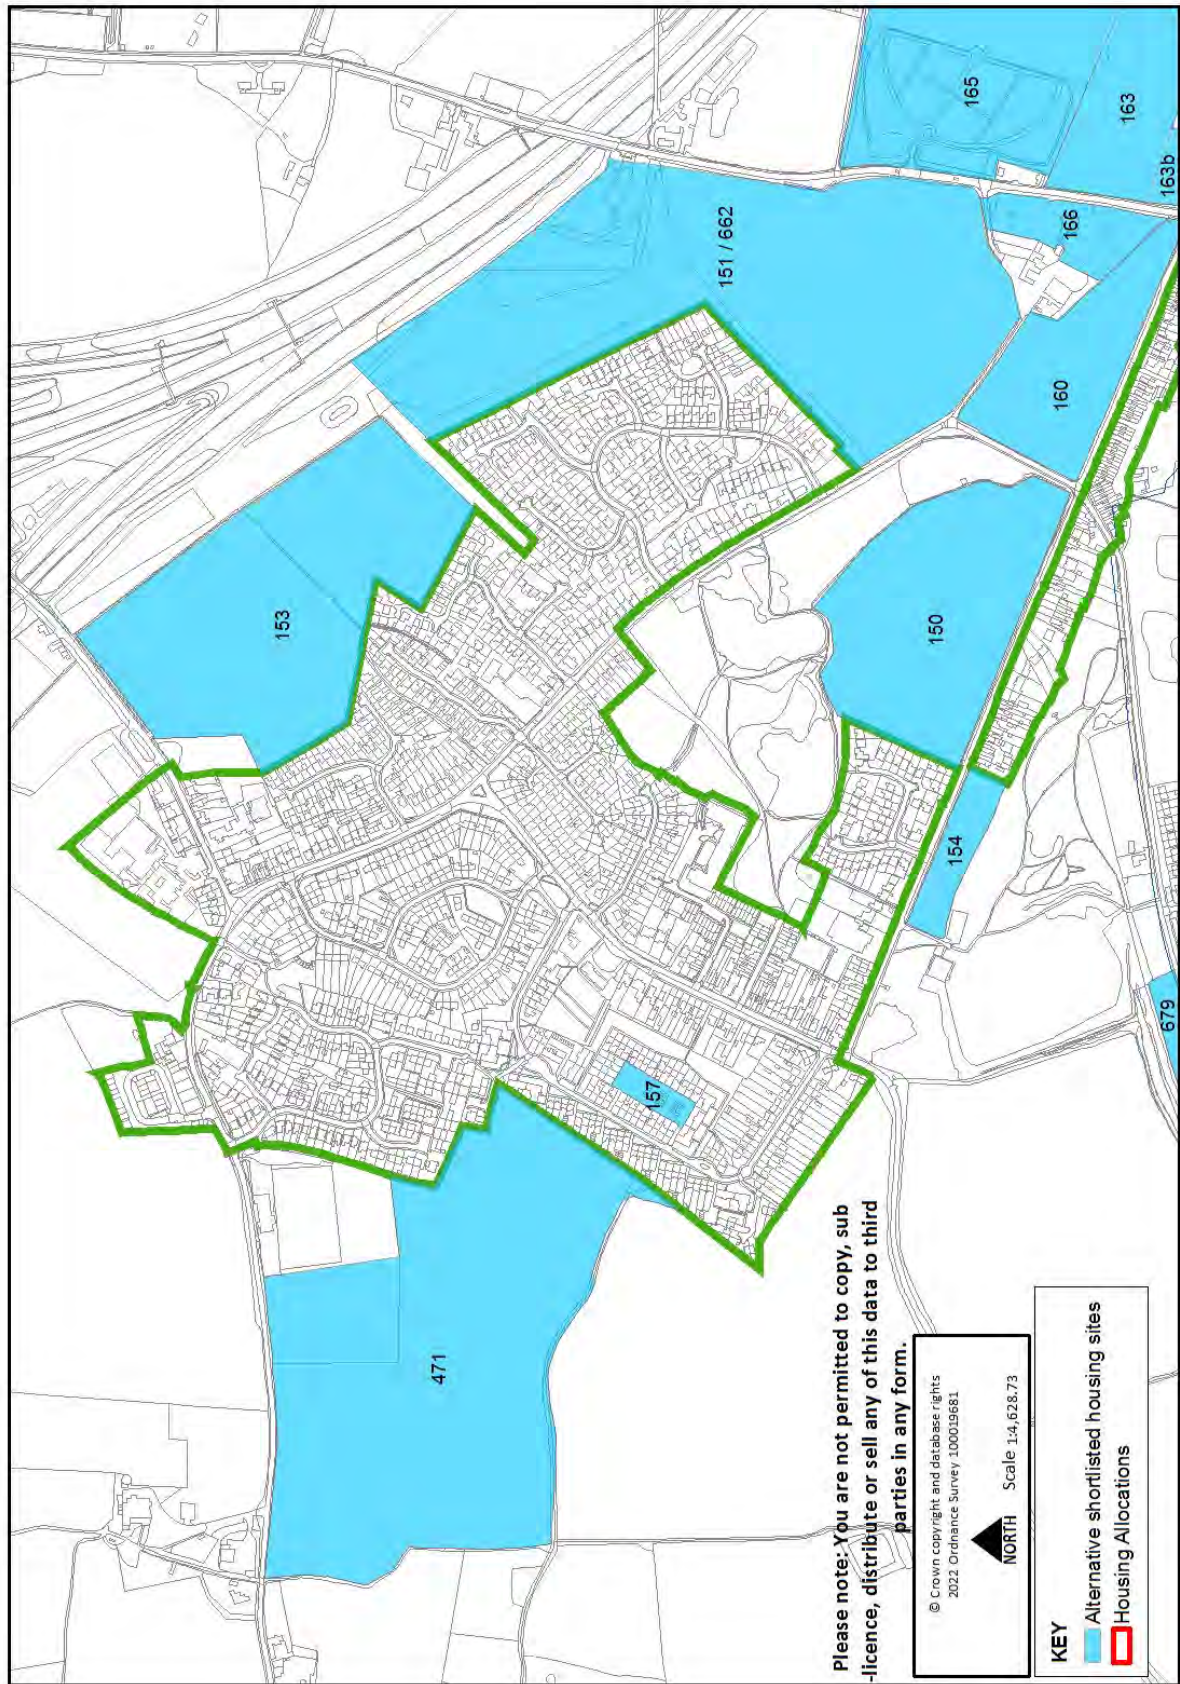 165
163
163b
166
151 / 662
160
153
150
154
679
157
471
Please note: You are not permitted to copy, sub
-licence, distribute or sell any of this data to third
parties in any form.
© Crown copyright and database rights
2022 Ordnance Survey 100019681
NORTH Scale 1:4,628.73
KEY
Alternative shortlisted housing sites
Housing Allocations